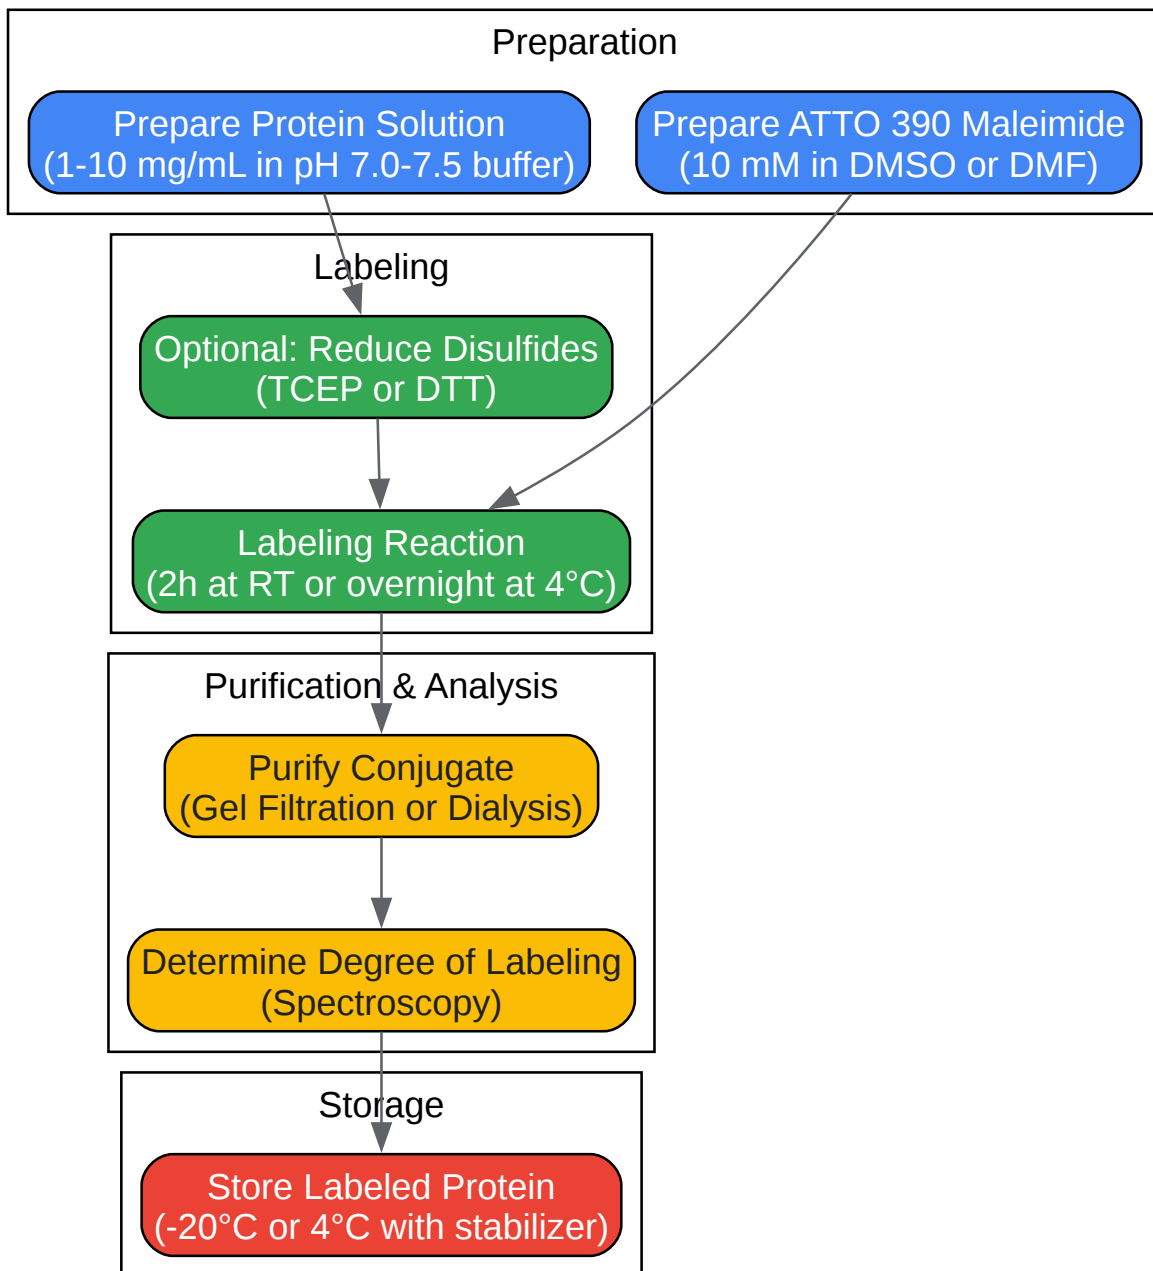 Preparation
Prepare Protein Solution
(1-10 mg/mL in pH 7.0-7.5 buffer)
Prepare ATTO 390 Maleimide
(10 mM in DMSO or DMF)
Labeling
Optional: Reduce Disulfides
(TCEP or DTT)
Labeling Reaction
(2h at RT or overnight at 4°C)
Purification & Analysis
Purify Conjugate
(Gel Filtration or Dialysis)
Determine Degree of Labeling
(Spectroscopy)
Storage
Store Labeled Protein
(-20°C or 4°C with stabilizer)